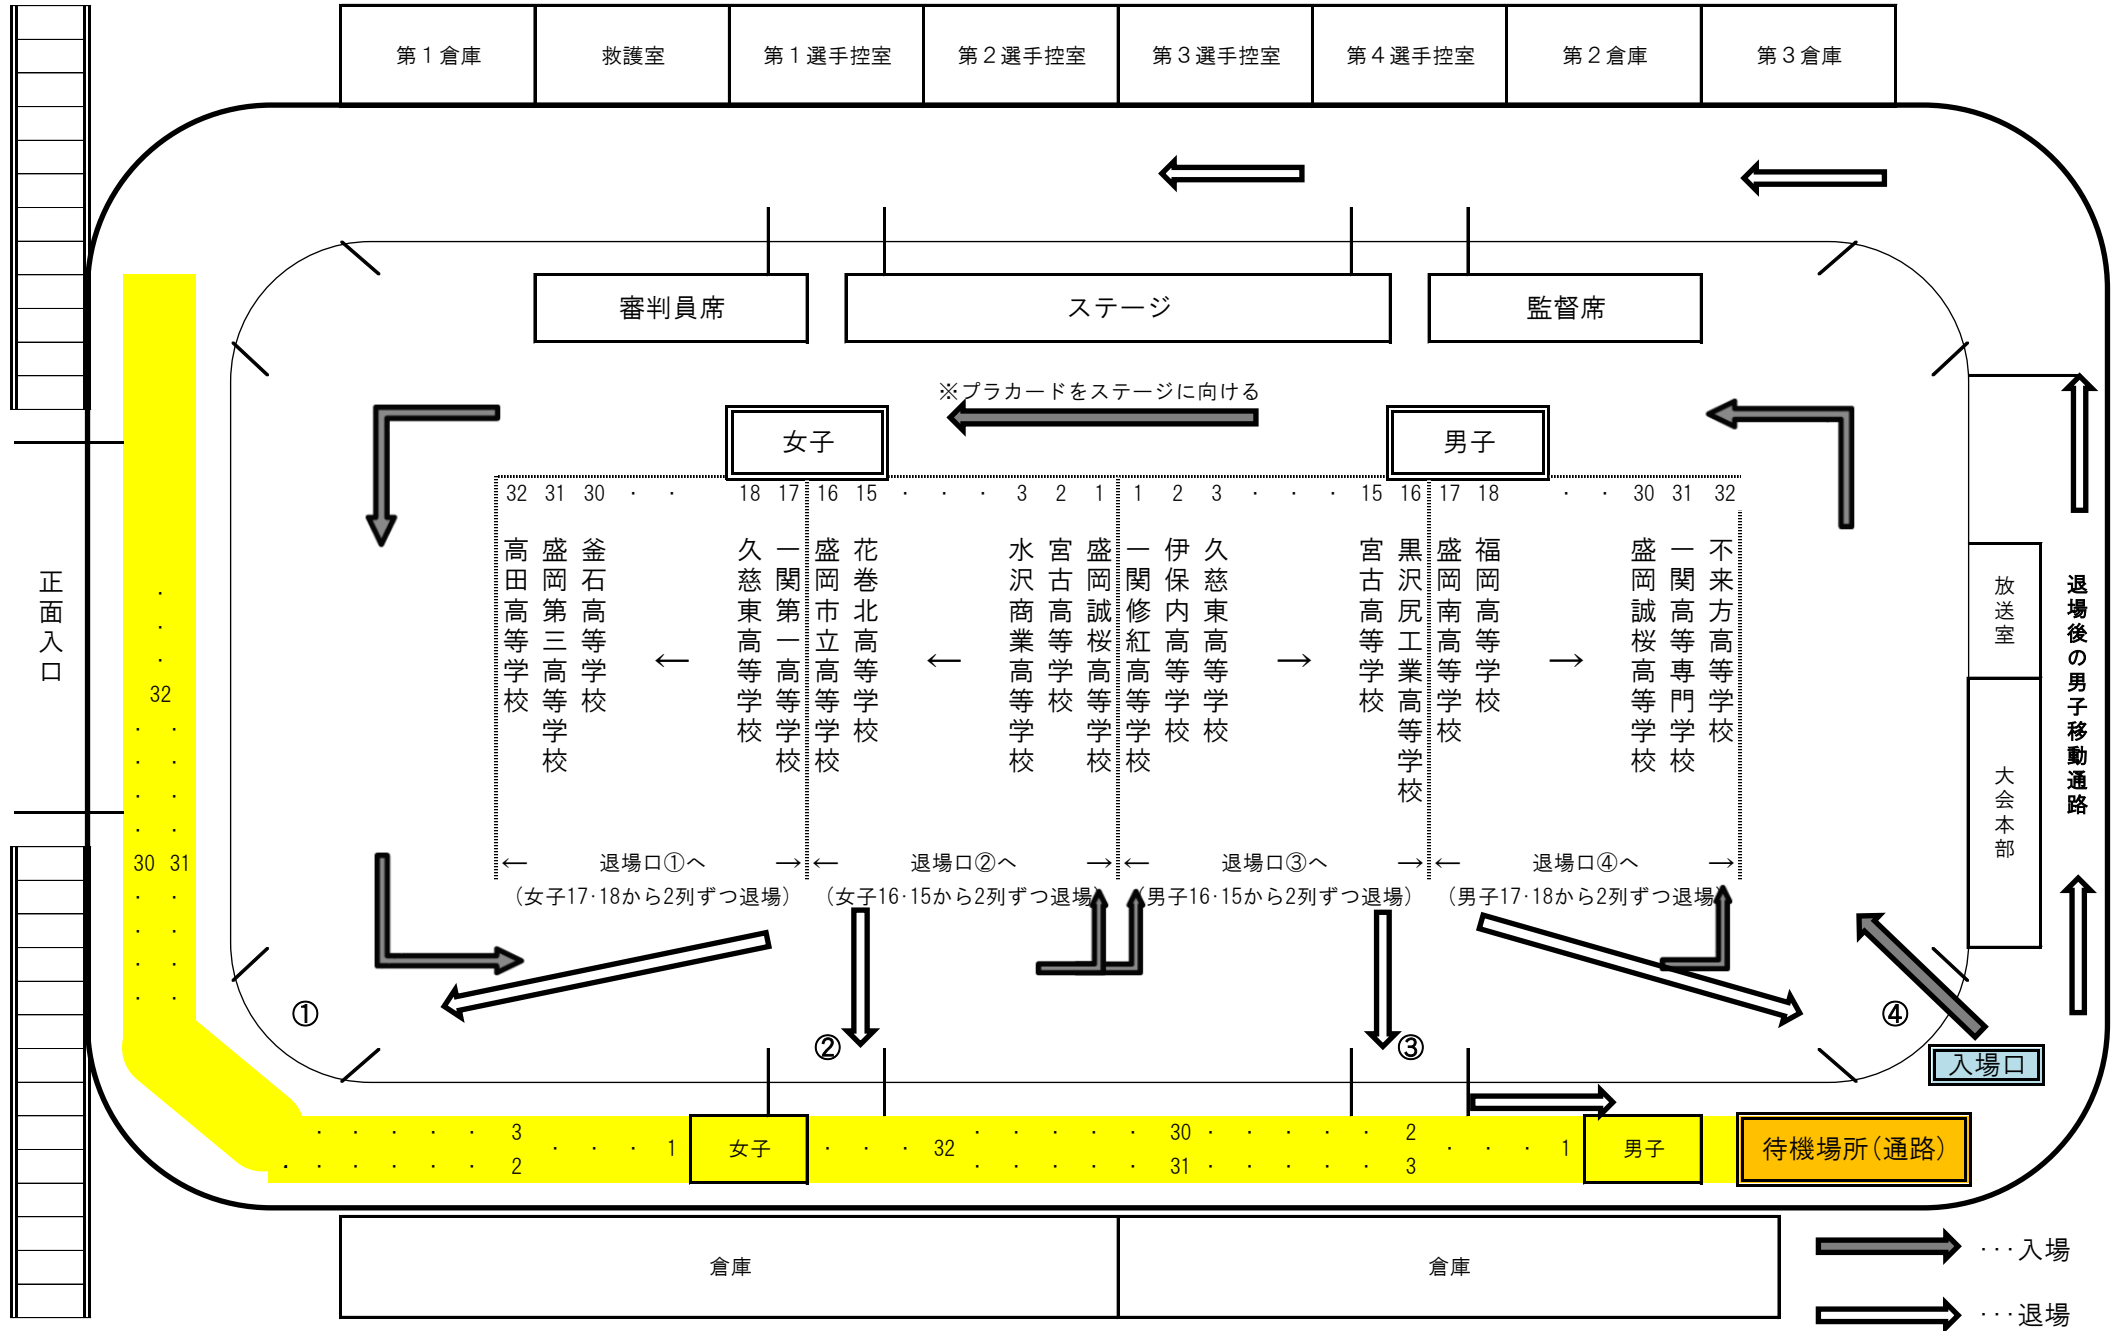 第１倉庫
救護室
第１選手控室
第２選手控室
第３選手控室
第４選手控室
第２倉庫
第３倉庫
審判員席
ステージ
監督席
※プラカードをステージに向ける
女子
男子
32 31 30 ・ ・ 18 17 16 15 ・ ・ ・ 3 2 1 1 2 3 ・ ・ ・ 15 16 17 18 ・ ・ 30 31 32
高田高等学校
盛岡第三高等学校
釜石高等学校
←
久慈東高等学校
一関第一高等学校
盛岡市立高等学校
花巻北高等学校
←
水沢商業高等学校
宮古高等学校
盛岡誠桜高等学校
一関修紅高等学校
伊保内高等学校
久慈東高等学校
→
宮古高等学校
黒沢尻工業高等学校
盛岡南高等学校
福岡高等学校
→
盛岡誠桜高等学校
一関高等専門学校
不来方高等学校
← 退場口①へ →
← 退場口②へ →
← 退場口③へ →
← 退場口④へ →
（女子17・18から2列ずつ退場）
（女子16・15から2列ずつ退場）
（男子16・15から2列ずつ退場）
（男子17・18から2列ずつ退場）
正面入口
放送室
大会本部
退場後の男子移動通路
・
・
・
32
・ ・
・ ・
・ ・
・ ・
30 31
・ ・
・ ・
・ ・
・ ・
①
②
③
④
入場口
・ ・ ・ ・ ・ 3
・ ・ ・ ・ ・ ・ 2
・ ・ ・ 1
女子
・ ・ ・ 32
・ ・ ・ ・ ・ 30 ・ ・ ・ ・ ・ 2
・ ・ ・ ・ ・ 31 ・ ・ ・ ・ ・ 3
・ ・ ・ 1
男子
待機場所（通路）
倉庫
倉庫
・・・入場
・・・退場